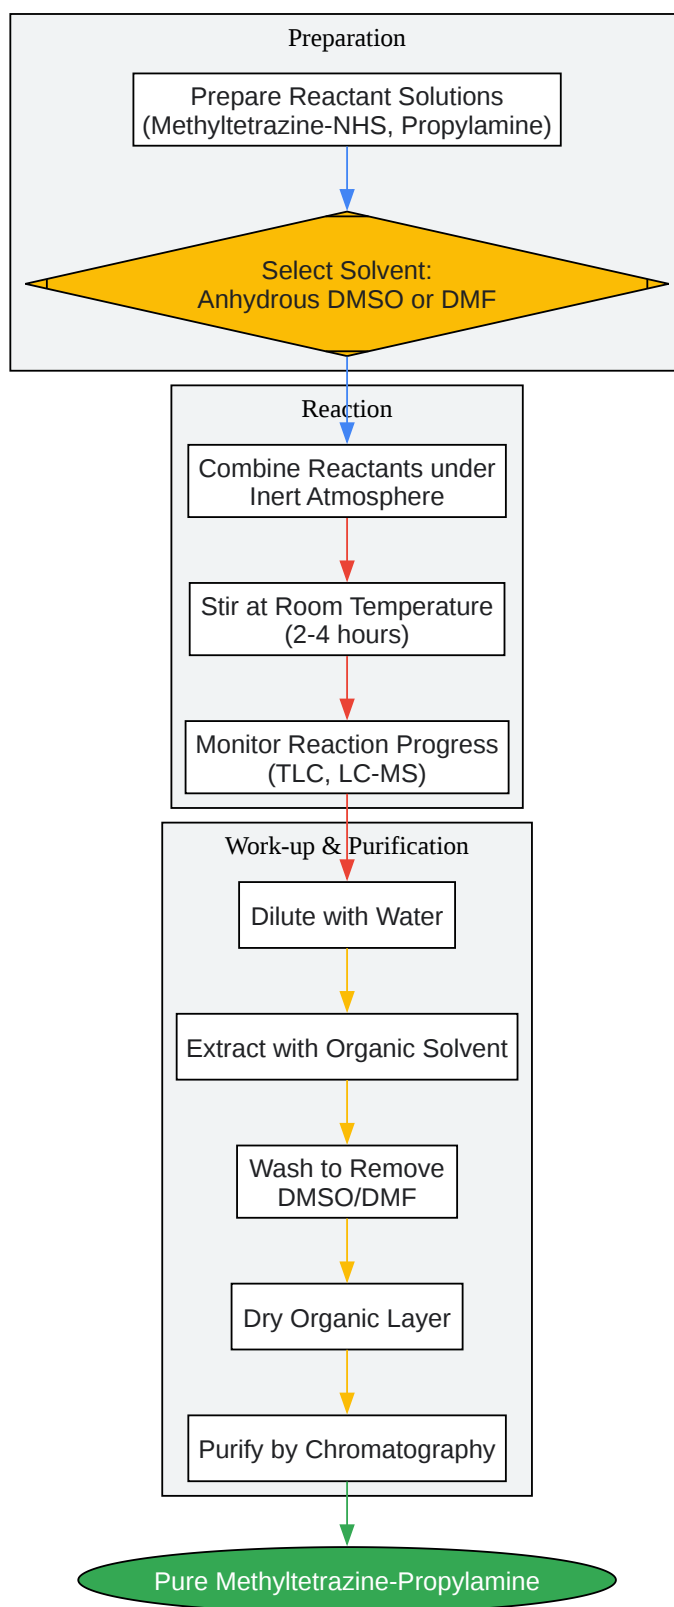 Preparation
Prepare Reactant Solutions
(Methyltetrazine-NHS, Propylamine)
Select Solvent:
Anhydrous DMSO or DMF
Reaction
Combine Reactants under
Inert Atmosphere
Stir at Room Temperature
(2-4 hours)
Monitor Reaction Progress
(TLC, LC-MS)
Work-up & Purification
Dilute with Water
Extract with Organic Solvent
Wash to Remove
DMSO/DMF
Dry Organic Layer
Purify by Chromatography
Pure Methyltetrazine-Propylamine